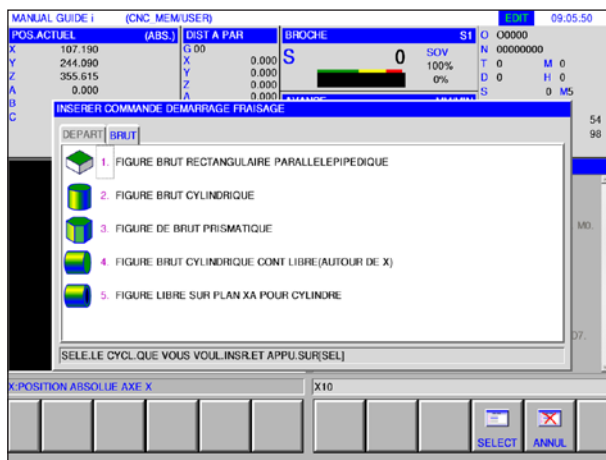 MANUAL GUIDE i (CNC_MEM/USER) EDIT 09:05:50
POS.ACTUEL (ABS.) DIST A PAR BROCHE S1 O O0000
X 107.190 G 00 S 0 SOV N 00000000
Y 244.090 X 0.000 100% T 0 M 0
Z 355.615 Y 0.000 0% D 0 H 0
A 0.000 Z 0.000 S 0 M5
B A 0.000
C
INSERER COMMANDE DEMARRAGE FRAISAGE
54
98
DEPART BRUT
1. FIGURE BRUT RECTANGULAIRE PARALLELEPIPEDIQUE
2. FIGURE BRUT CYLINDRIQUE
3. FIGURE DE BRUT PRISMATIQUE
M0.
4. FIGURE BRUT CYLINDRIQUE CONT LIBRE(AUTOUR DE X)
5. FIGURE LIBRE SUR PLAN XA POUR CYLINDRE
07.
SELE.LE CYCL.QUE VOUS VOUL.INSR.ET APPU.SUR[SEL]
X:POSITION ABSOLUE AXE X X10
SELECT ANNUL